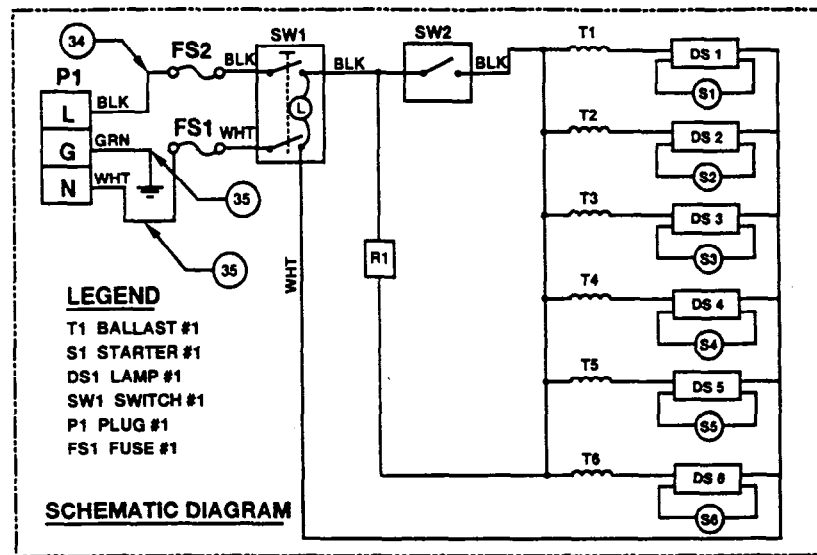 34
FS2
SW1
SW2
T1
BLK
BLK
BLK
DS 1
P1
S1
L
BLK
L
FS1
WHT
T2
G
GRN
DS 2
N
WHT
S2
35
T3
DS 3
35
R1
S3
WHT
LEGEND
T4
T1 BALLAST #1
DS 4
S1 STARTER #1
S4
DS1 LAMP #1
T5
SW1 SWITCH #1
DS 5
P1 PLUG #1
S5
FS1 FUSE #1
T6
DS 6
SCHEMATIC DIAGRAM
S6